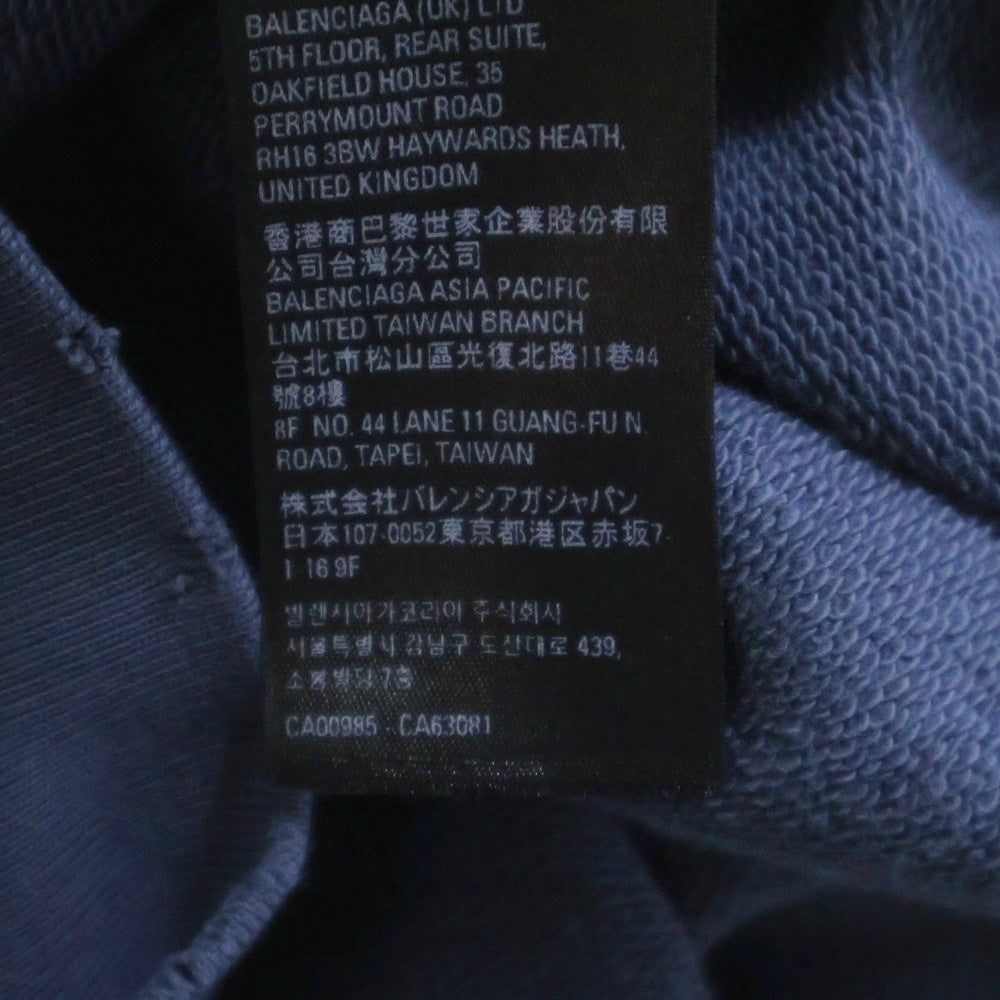 BALENCIAGA (UK) LTD
5TH FLOOR, REAR SUITE,
OAKFIELD HOUSE, 35
PERRYMOUNT ROAD
RH16 3BW HAYWARDS HEATH,
UNITED KINGDOM
香港商巴黎世家企業股份有限
公司台灣分公司
BALENCIAGA ASIA PACIFIC
LIMITED TAIWAN BRANCH
台北市松山區光復北路11巷44
號8樓
8F NO. 44 LANE 11 GUANG-FU N.
ROAD, TAPEI, TAIWAN
株式会社バレンシアガジャパン
日本107-0052東京都港区赤坂7-
1-16 9F
발렌시아가코리아 주식회사
서울특별시 강남구 도산대로 439,
7층
CA00985 - CA63081